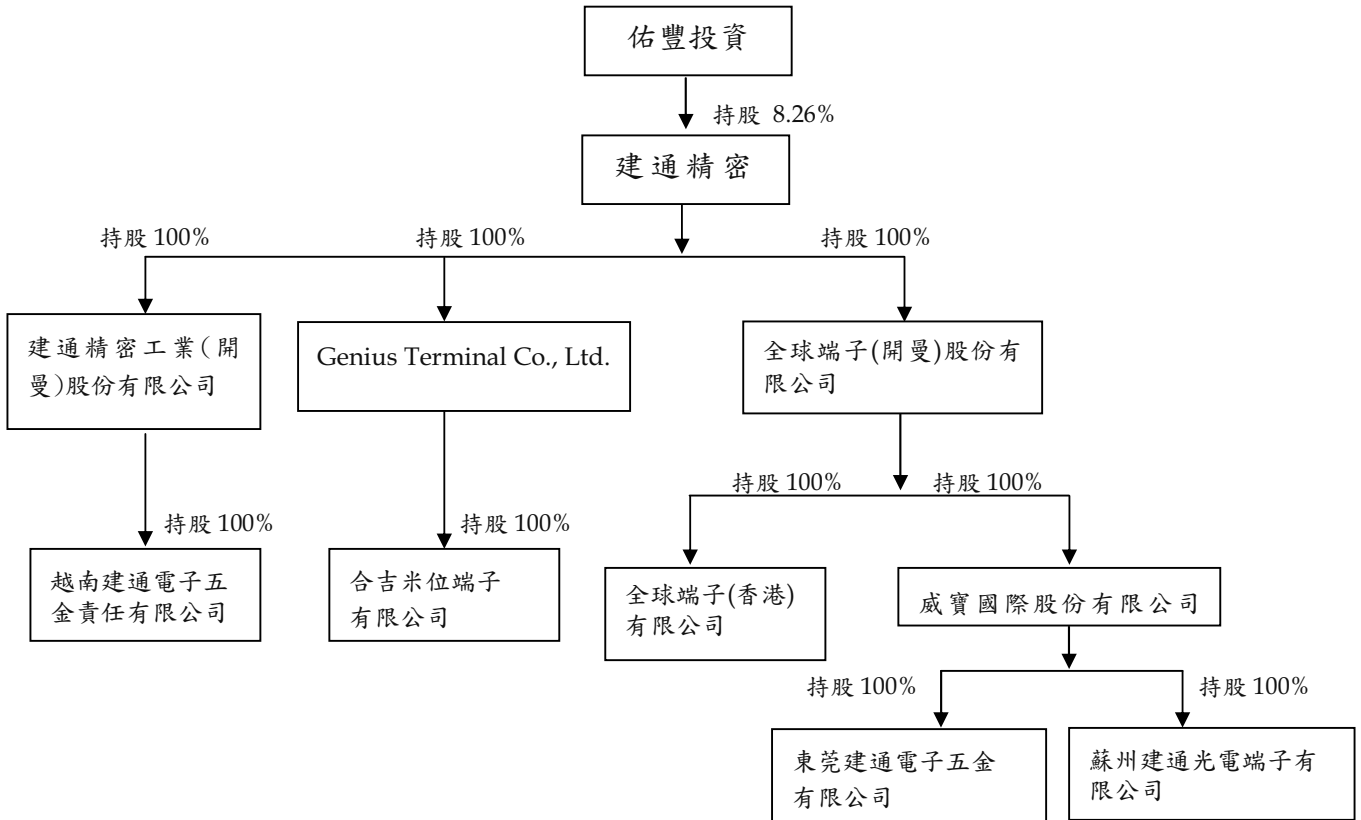 佑豐投資
持股 8.26%
建通精密
持股 100%
持股 100%
持股 100%
建通精密工業(開
曼)股份有限公司
Genius Terminal Co., Ltd.
全球端子(開曼)股份有
限公司
持股 100%
持股 100%
持股 100%
持股 100%
越南建通電子五
金責任有限公司
合吉米位端子
有限公司
全球端子(香港)
有限公司
威寶國際股份有限公司
持股 100%
持股 100%
東莞建通電子五金
有限公司
蘇州建通光電端子有
限公司